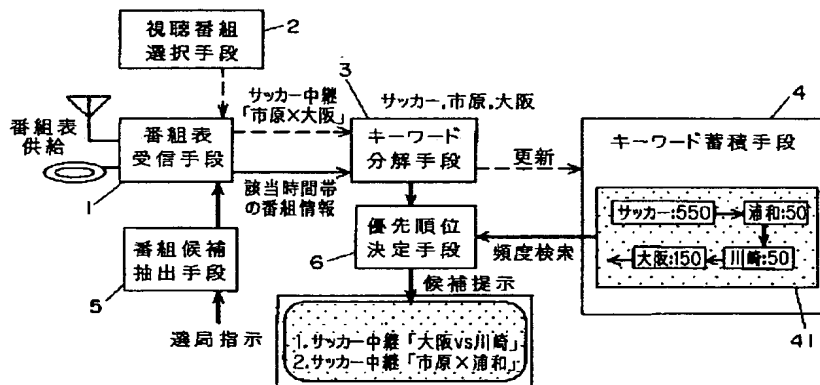 視聴番組
選択手段
2
番組表
供給
番組表
受信手段
1
サッカー中継
「市原×大阪」
3
サッカー,市原,大阪
キーワード
分解手段
該当時間帯
の番組情報
更新
4
キーワード蓄積手段
サッカー:550
浦和:50
大阪:150
川崎:50
41
頻度検索
優先順位
決定手段
6
番組候補
抽出手段
5
選局指示
候補提示
1.サッカー中継「大阪vs川崎」
2.サッカー中継「市原×浦和」